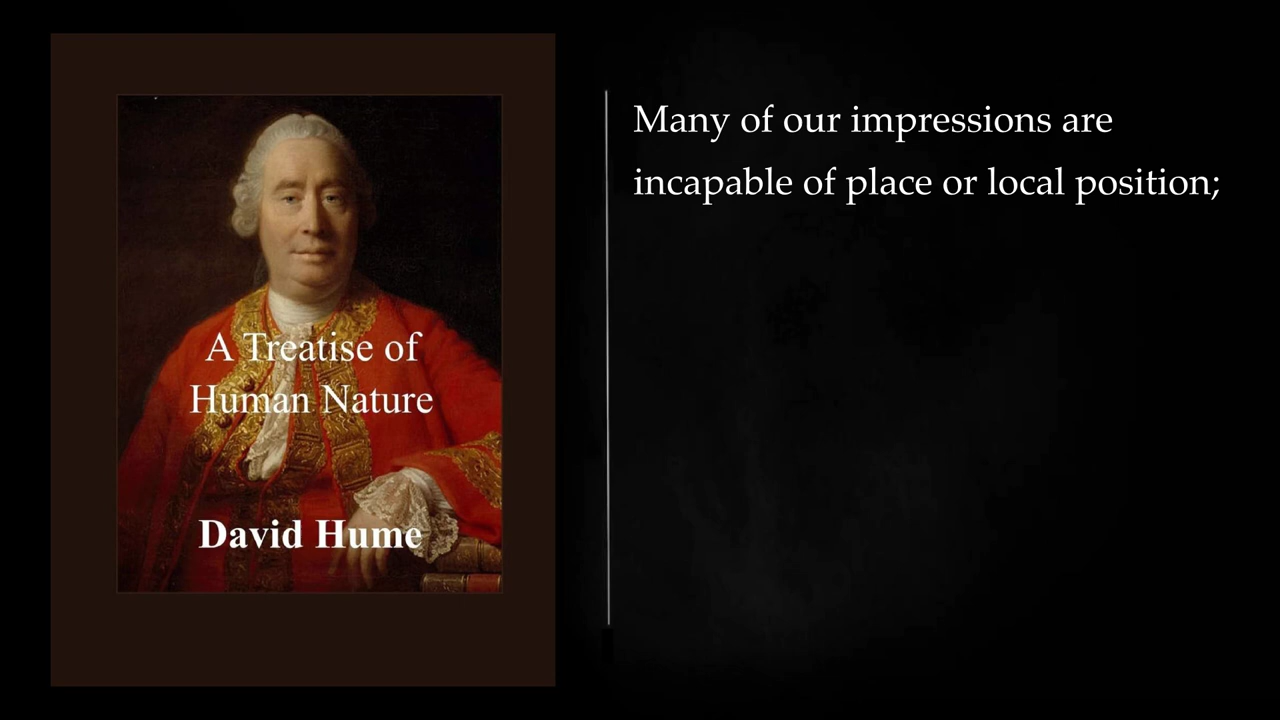 A Treatise of
Human Nature
David Hume
Many of our impressions are
incapable of place or local position;